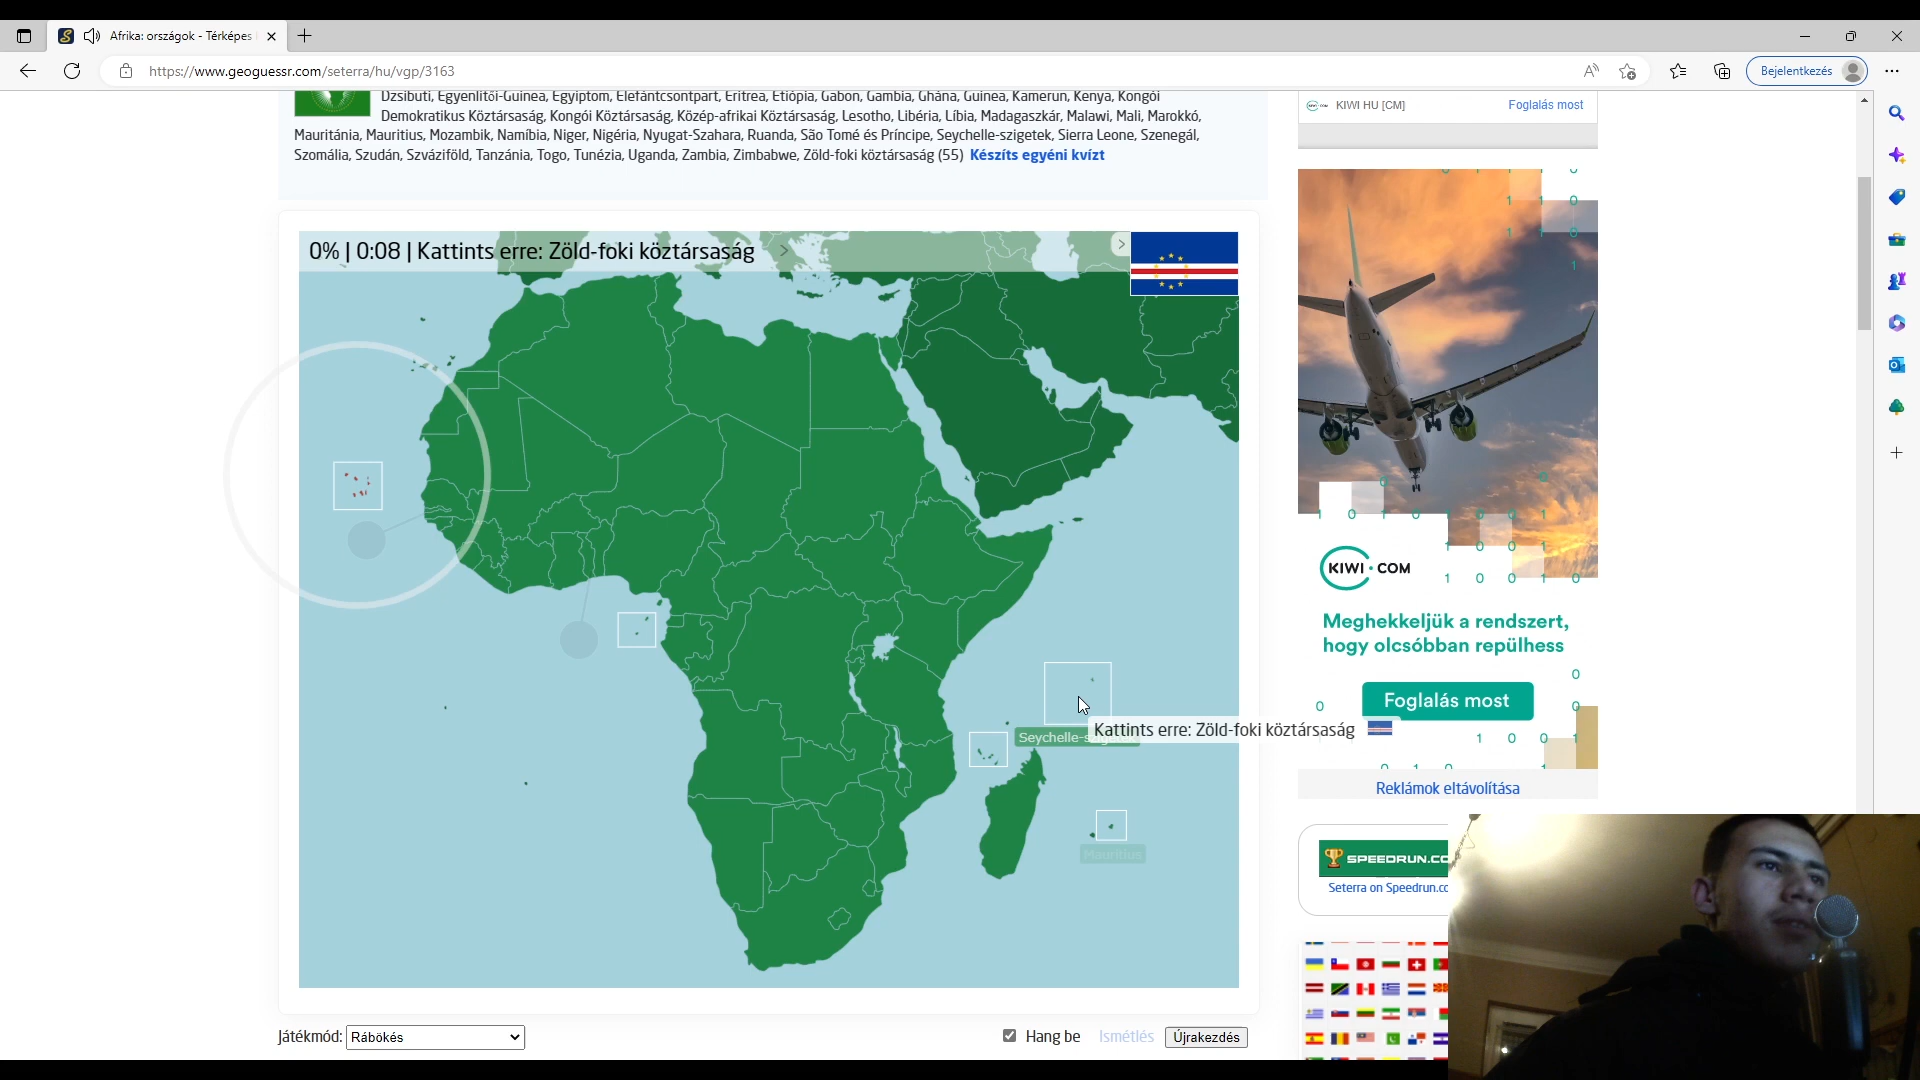 Afrika: országok - Térképes
https://www.geoguessr.com/seterra/hu/vgp/3163
Bejelentkezés
Dzsibuti, Egyenlítői-Guinea, Egyiptom, Elefántcsontpart, Eritrea, Etiópia, Gabon, Gambia, Ghána, Guinea, Kamerun, Kenya, Kongói
Demokratikus Köztársaság, Kongói Köztársaság, Közép-afrikai Köztársaság, Lesotho, Libéria, Líbia, Madagaszkár, Malawi, Mali, Marokkó,
Mauritánia, Mauritius, Mozambik, Namíbia, Niger, Nigéria, Nyugat-Szahara, Ruanda, São Tomé és Príncipe, Seychelle-szigetek, Sierra Leone, Szenegál,
Szomália, Szudán, Szváziföld, Tanzánia, Togo, Tunézia, Uganda, Zambia, Zimbabwe, Zöld-foki köztársaság (55) Készíts egyéni kvízt
KIWI HU [CM]
Foglalás most
0% | 0:08 | Kattints erre: Zöld-foki köztársaság
KIWI.COM
Meghekkeljük a rendszert,
hogy olcsóbban repülhess
Foglalás most
Kattints erre: Zöld-foki köztársaság
Mauritius
Reklámok eltávolítása
SPEEDRUN.CO
Seterra on Speedrun.co
Játékmód: Rábökés
Hang be
Ismétlés
Újrakezdés